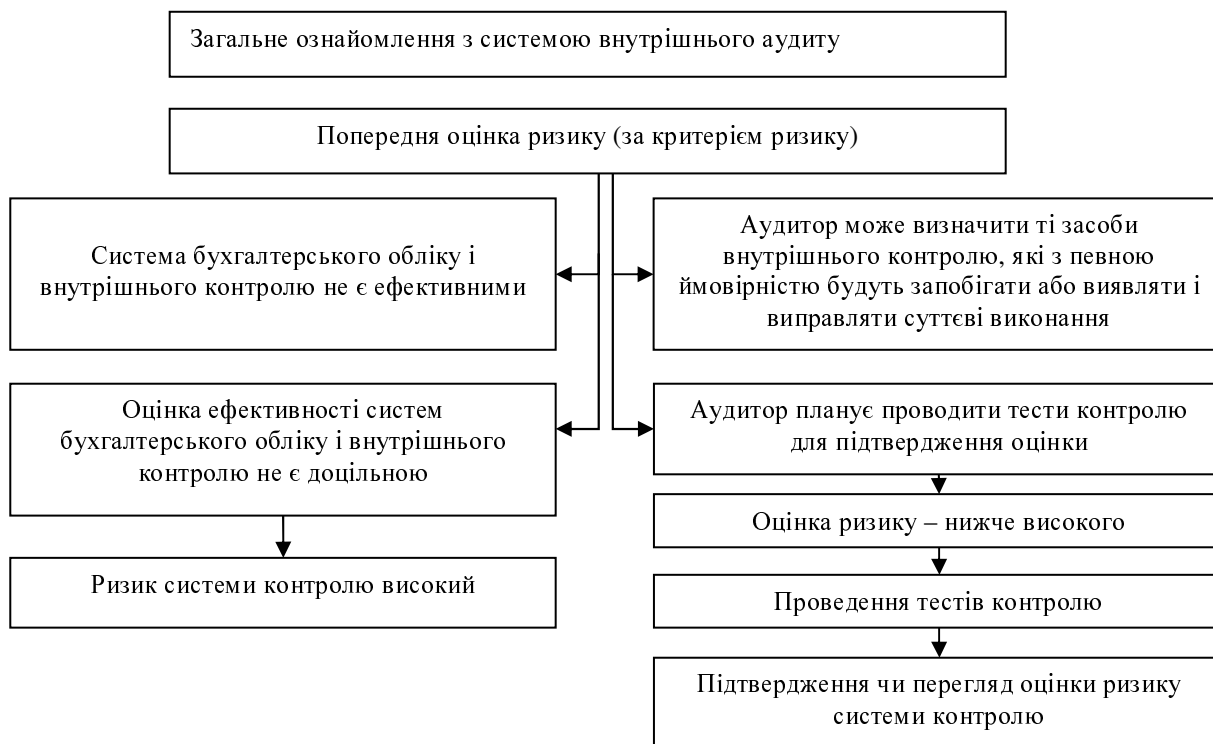 Загальне ознайомлення з системою внутрішнього аудиту
Попередня оцінка ризику (за критерієм ризику)
Система бухгалтерського обліку і
внутрішнього контролю не є ефективними
Аудитор може визначити ті засоби
внутрішнього контролю, які з певною
ймовірністю будуть запобігати або виявляти і
виправляти суттєві виконання
Оцінка ефективності систем
бухгалтерського обліку і внутрішнього
контролю не є доцільною
Аудитор планує проводити тести контролю
для підтвердження оцінки
Ризик системи контролю високий
Оцінка ризику – нижче високого
Проведення тестів контролю
Підтвердження чи перегляд оцінки ризику
системи контролю